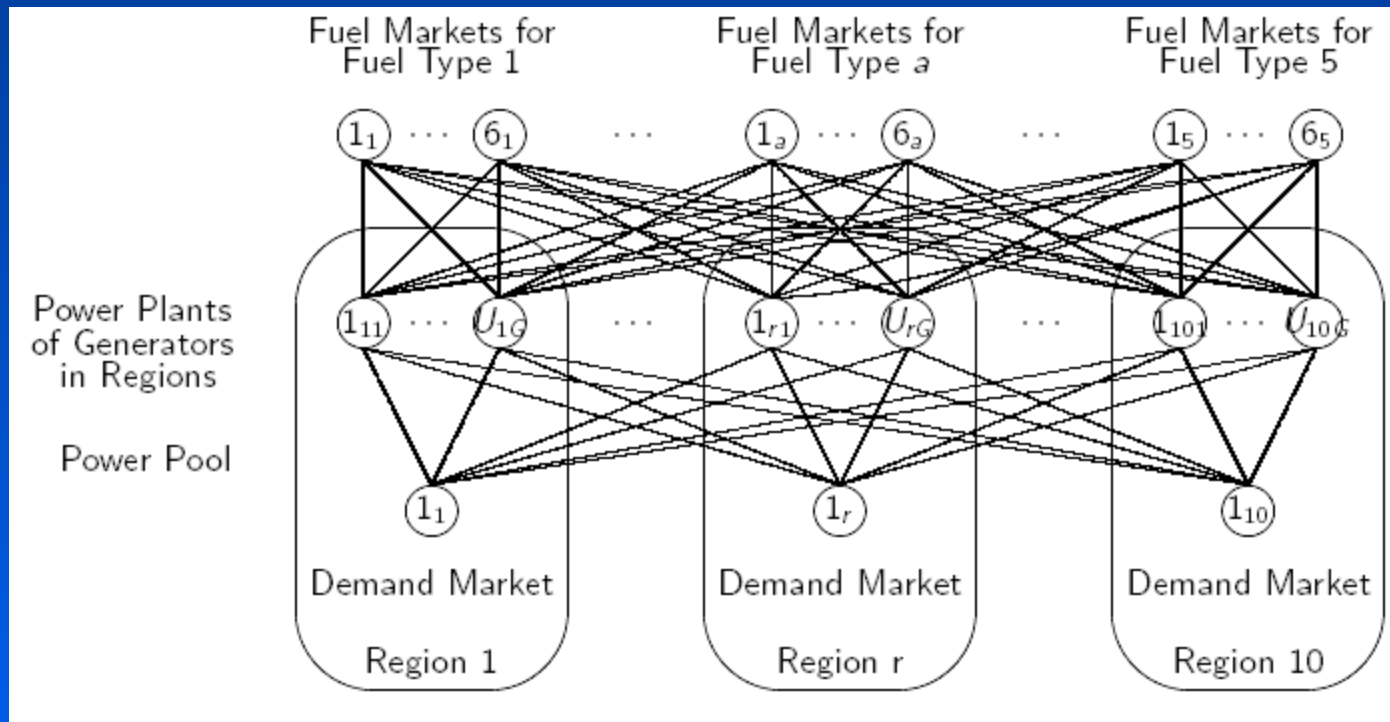 Fuel Markets for
Fuel Type 1
Fuel Markets for
Fuel Type a
Fuel Markets for
Fuel Type 5
1₁ ··· 6₁ ··· 1ₐ ··· 6ₐ ··· 1₅ ··· 6₅
Power Plants
of Generators
in Regions
1₁₁ ··· U₁G ··· 1r1 ··· UrG ··· 1₁₀₁ ··· U₁₀G
Power Pool
1₁ 1r 1₁₀
Demand Market Demand Market Demand Market
Region 1 Region r Region 10